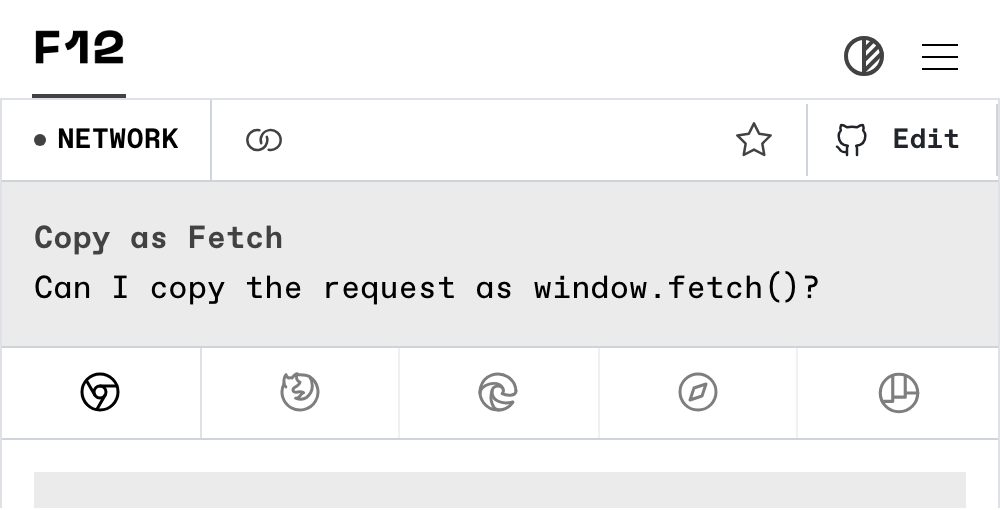 F12
NETWORK
Edit
Copy as Fetch
Can I copy the request as window.fetch()?